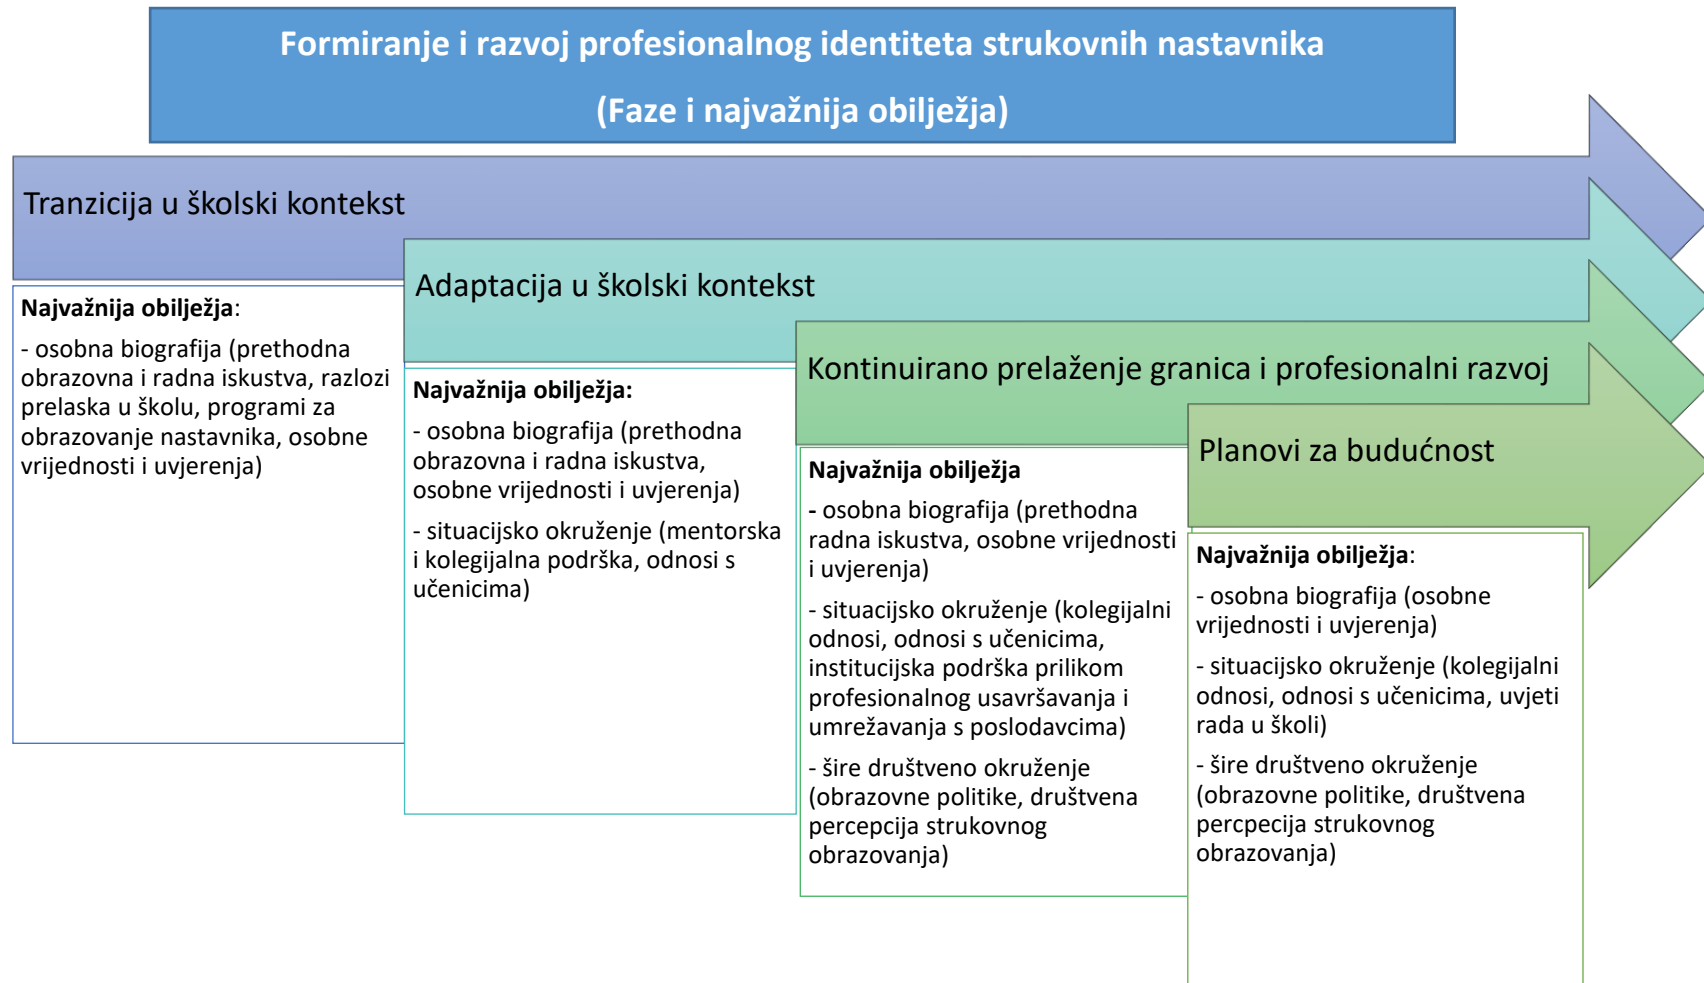 Formiranje i razvoj profesionalnog identiteta strukovnih nastavnika
(Faze i najvažnija obilježja)
Tranzicija u školski kontekst
Najvažnija obilježja:
- osobna biografija (prethodna
obrazovna i radna iskustva, razlozi
prelaska u školu, programi za
obrazovanje nastavnika, osobne
vrijednosti i uvjerenja)
Adaptacija u školski kontekst
Najvažnija obilježja:
- osobna biografija (prethodna
obrazovna i radna iskustva,
osobne vrijednosti i uvjerenja)
- situacijsko okruženje (mentorska
i kolegijalna podrška, odnosi s
učenicima)
Kontinuirano prelaženje granica i profesionalni razvoj
Najvažnija obilježja
- osobna biografija (prethodna
radna iskustva, osobne vrijednosti
i uvjerenja)
- situacijsko okruženje (kolegijalni
odnosi, odnosi s učenicima,
institucijska podrška prilikom
profesionalnog usavršavanja i
umrežavanja s poslodavcima)
- šire društveno okruženje
(obrazovne politike, društvena
percepcija strukovnog
obrazovanja)
Planovi za budućnost
Najvažnija obilježja:
- osobna biografija (osobne
vrijednosti i uvjerenja)
- situacijsko okruženje (kolegijalni
odnosi, odnosi s učenicima, uvjeti
rada u školi)
- šire društveno okruženje
(obrazovne politike, društvena
percpecija strukovnog
obrazovanja)